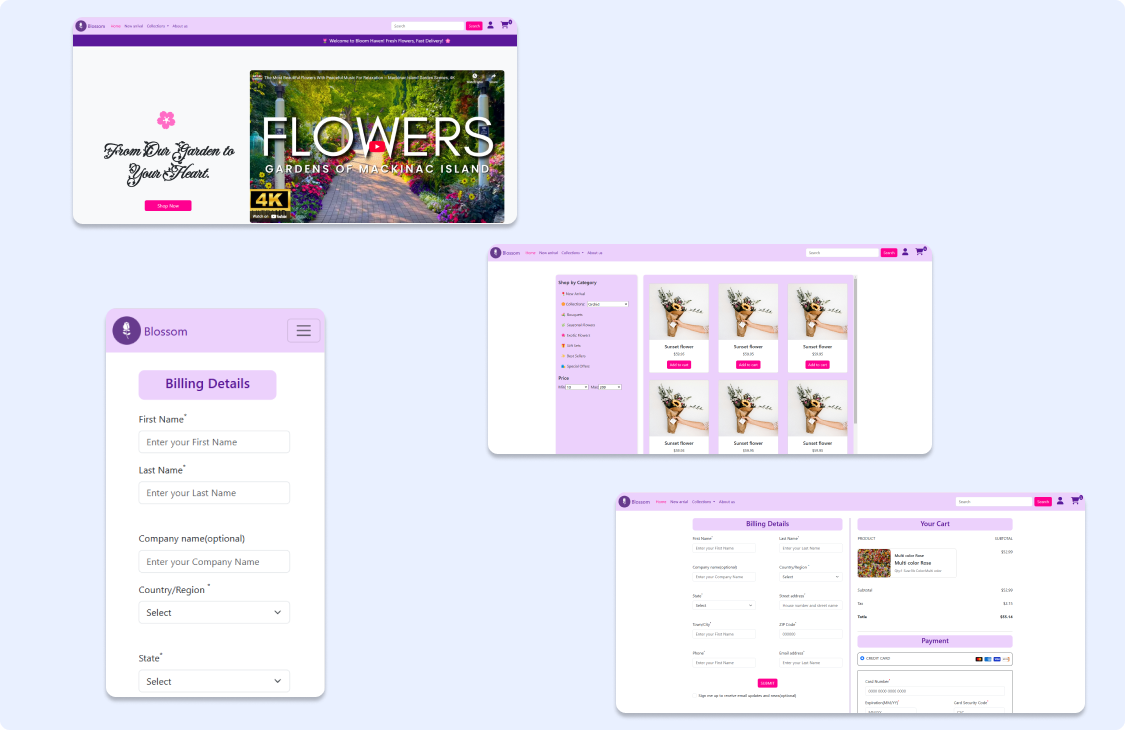 Blossom
Home New arrival Collections About us
Search
Search
0
Welcome to Bloom Haven! Fresh Flowers, Fast Delivery!
The Most Beautiful Flowers With Peaceful Music For Relaxation - Mackinac Island Garden Scenes, 4K
FLOWERS
GARDENS OF MACKINAC ISLAND
4K
Watch on YouTube
From Our Garden to
Your Heart.
Shop Now
Blossom
Home New arrival Collections About us
Search
Search
0
Shop by Category
New Arrival
Collections:
Bouquets
Seasonal flowers
Exotic Flowers
Gift Sets
Best Sellers
Special Offers
Price
Min 10 Max 200
Sunset flower Sunset flower Sunset flower
$59.95 $59.95 $59.95
Add to cart Add to cart Add to cart
Sunset flower Sunset flower Sunset flower
$59.95 $59.95 $59.95
Blossom
Billing Details
First Name*
Enter your First Name
Last Name*
Enter your Last Name
Company name(optional)
Enter your Company Name
Country/Region *
Select
State*
Select
Blossom
Home New arrival Collections About us
Search
Search
0
Billing Details
First Name* Last Name*
Enter your First Name Enter your Last Name
Company name(optional) Country/Region*
Enter your Company Name Select
State* Street address*
Select House number and street name
Town/City* ZIP Code*
Enter your First Name 000000
Phone* Email address*
Enter your First Name Enter your Last Name
SUBMIT
Sign me up to receive email updates and news(optional)
Your Cart
PRODUCT SUBTOTAL
Multi color Rose $52.99
Multi color Rose
Subtotal $52.99
Tax
Totla
Payment
CREDIT CARD
Card Number*
0000 0000 0000 0000
Expiration(MM/YY)* Card Security Code*